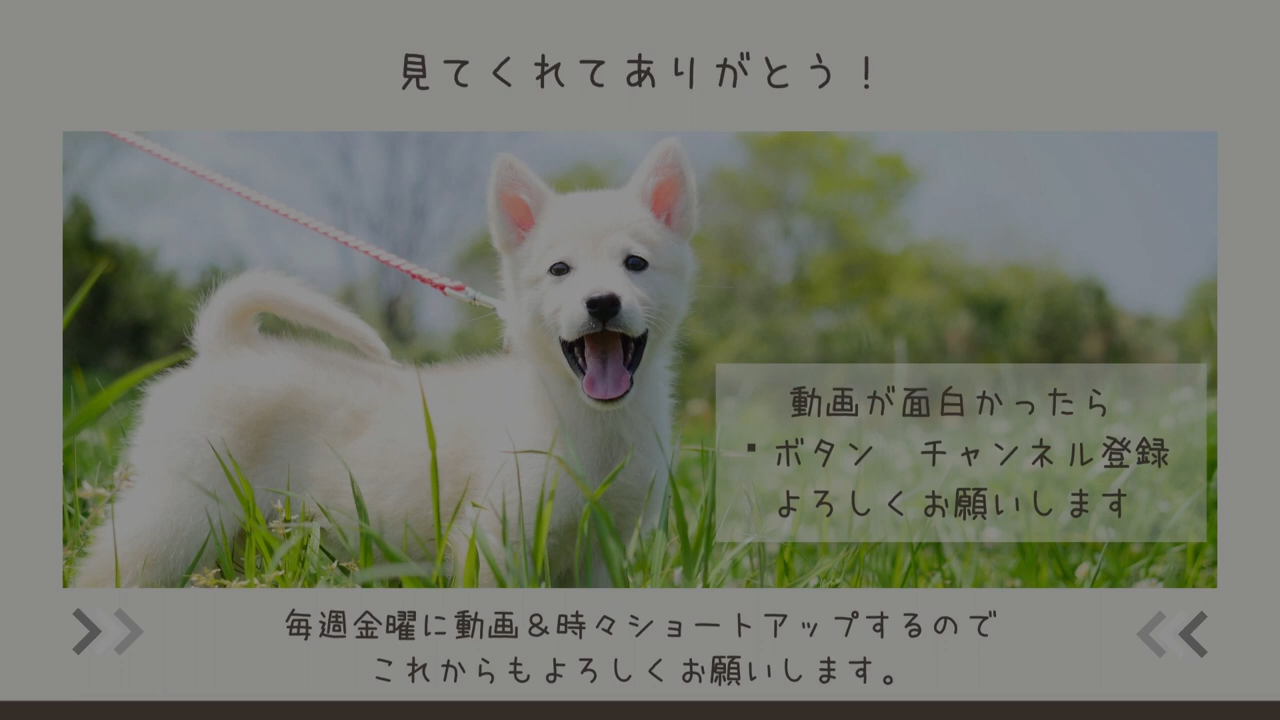 見てくれてありがとう！
動画が面白かったら
▪ボタン　チャンネル登録
よろしくお願いします
毎週金曜に動画＆時々ショートアップするので
これからもよろしくお願いします。